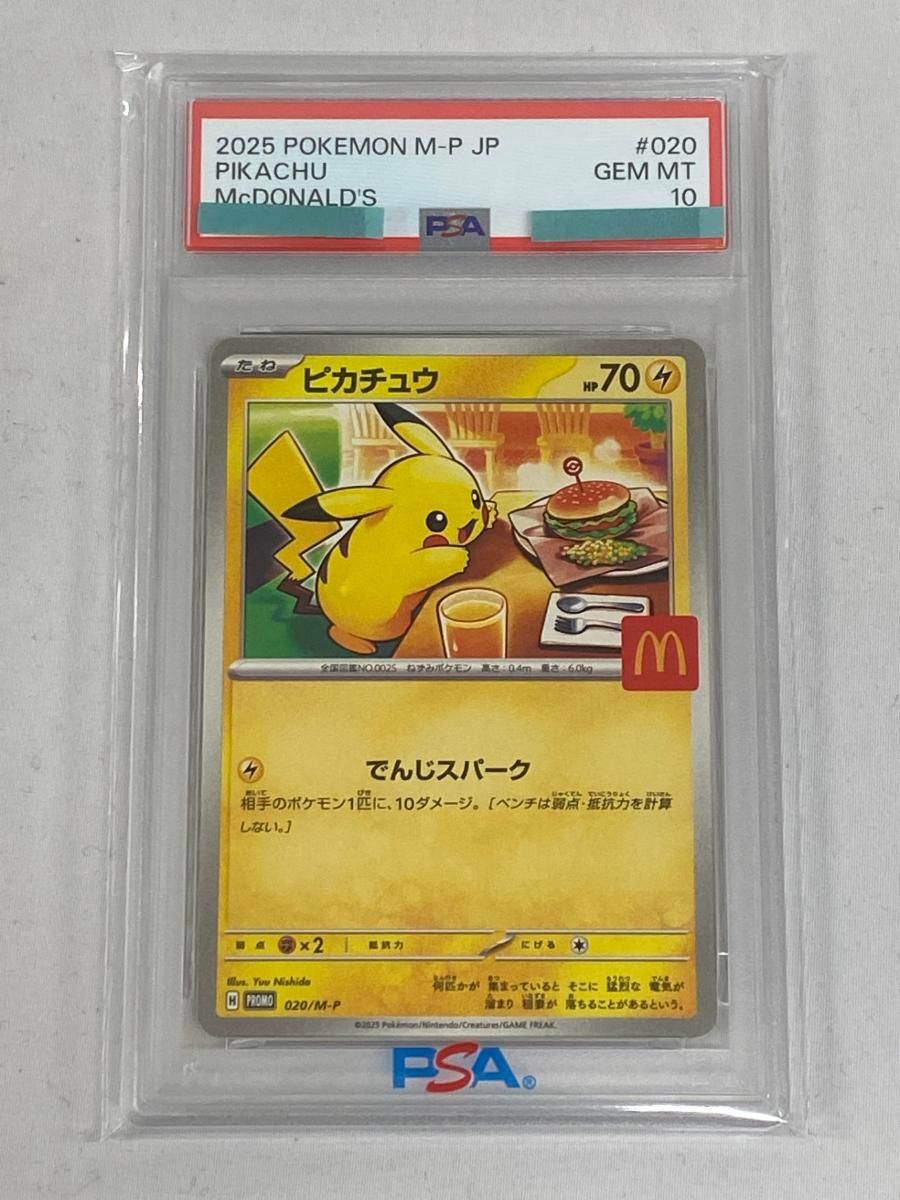 2025 POKEMON M-P JP #020
PIKACHU GEM MT
McDONALD'S 10
PSA
たね ピカチュウ HP70
全国図鑑NO.0025 ねずみポケモン 高さ:0.4m 重さ:6.0kg
でんじスパーク
相手のポケモン1匹に、10ダメージ。[ベンチは弱点・抵抗力を計算
しない。]
弱点 ×2 抵抗力 にげる
Illus. Yuu Nishida
何匹かが 集まっていると そこに 猛烈な 電気が
溜まり 稲妻が 落ちることがあるという。
H PROMO 020/M-P
©2025 Pokémon/Nintendo/Creatures/GAME FREAK.
PSA®